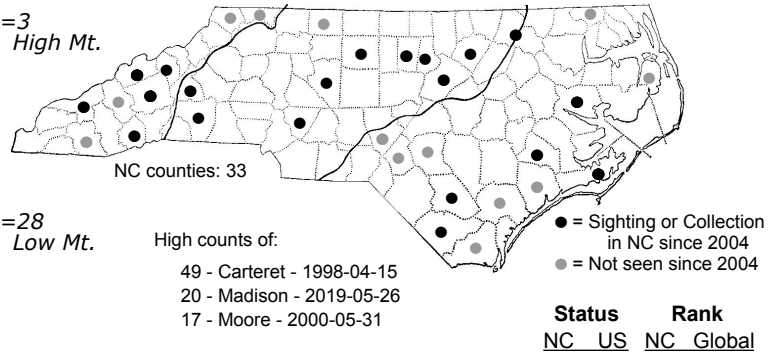 =3
High Mt.
NC counties: 33
=28
Low Mt.
High counts of:
49 - Carteret - 1998-04-15
20 - Madison - 2019-05-26
17 - Moore - 2000-05-31
= Sighting or Collection
in NC since 2004
= Not seen since 2004
Status Rank
NC US NC Global